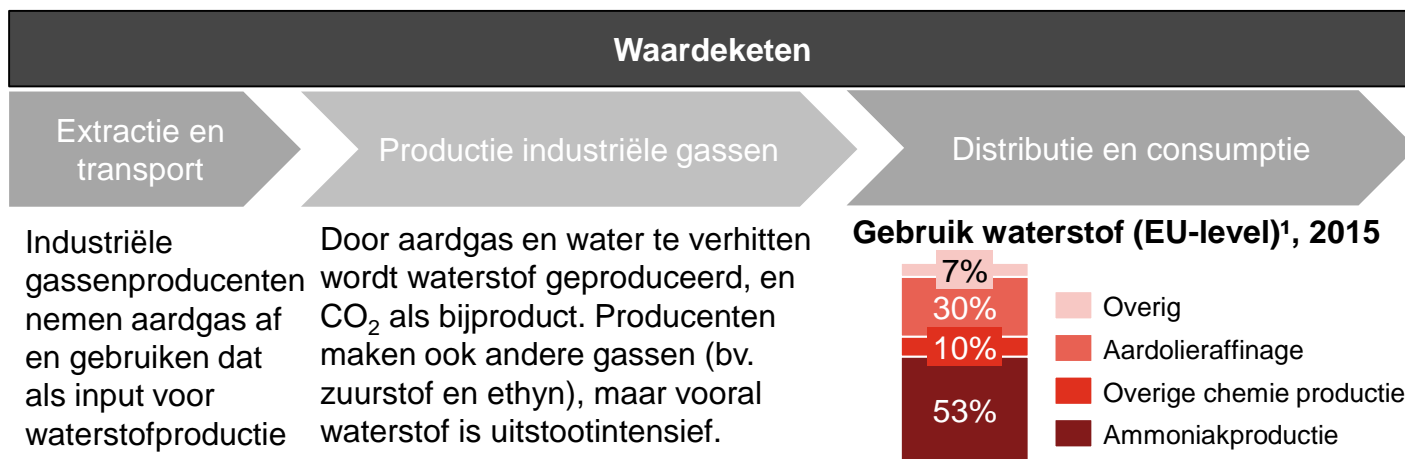 Waardeketen
Extractie en
transport
Productie industriële gassen
Distributie en consumptie
Industriële
gassenproducenten
nemen aardgas af
en gebruiken dat
als input voor
waterstofproductie
Door aardgas en water te verhitten
wordt waterstof geproduceerd, en
CO₂ als bijproduct. Producenten
maken ook andere gassen (bv.
zuurstof en ethyn), maar vooral
waterstof is uitstootintensief.
Gebruik waterstof (EU-level)¹, 2015
7%
30%
10%
53%
Overig
Aardolieraffinage
Overige chemie productie
Ammoniakproductie